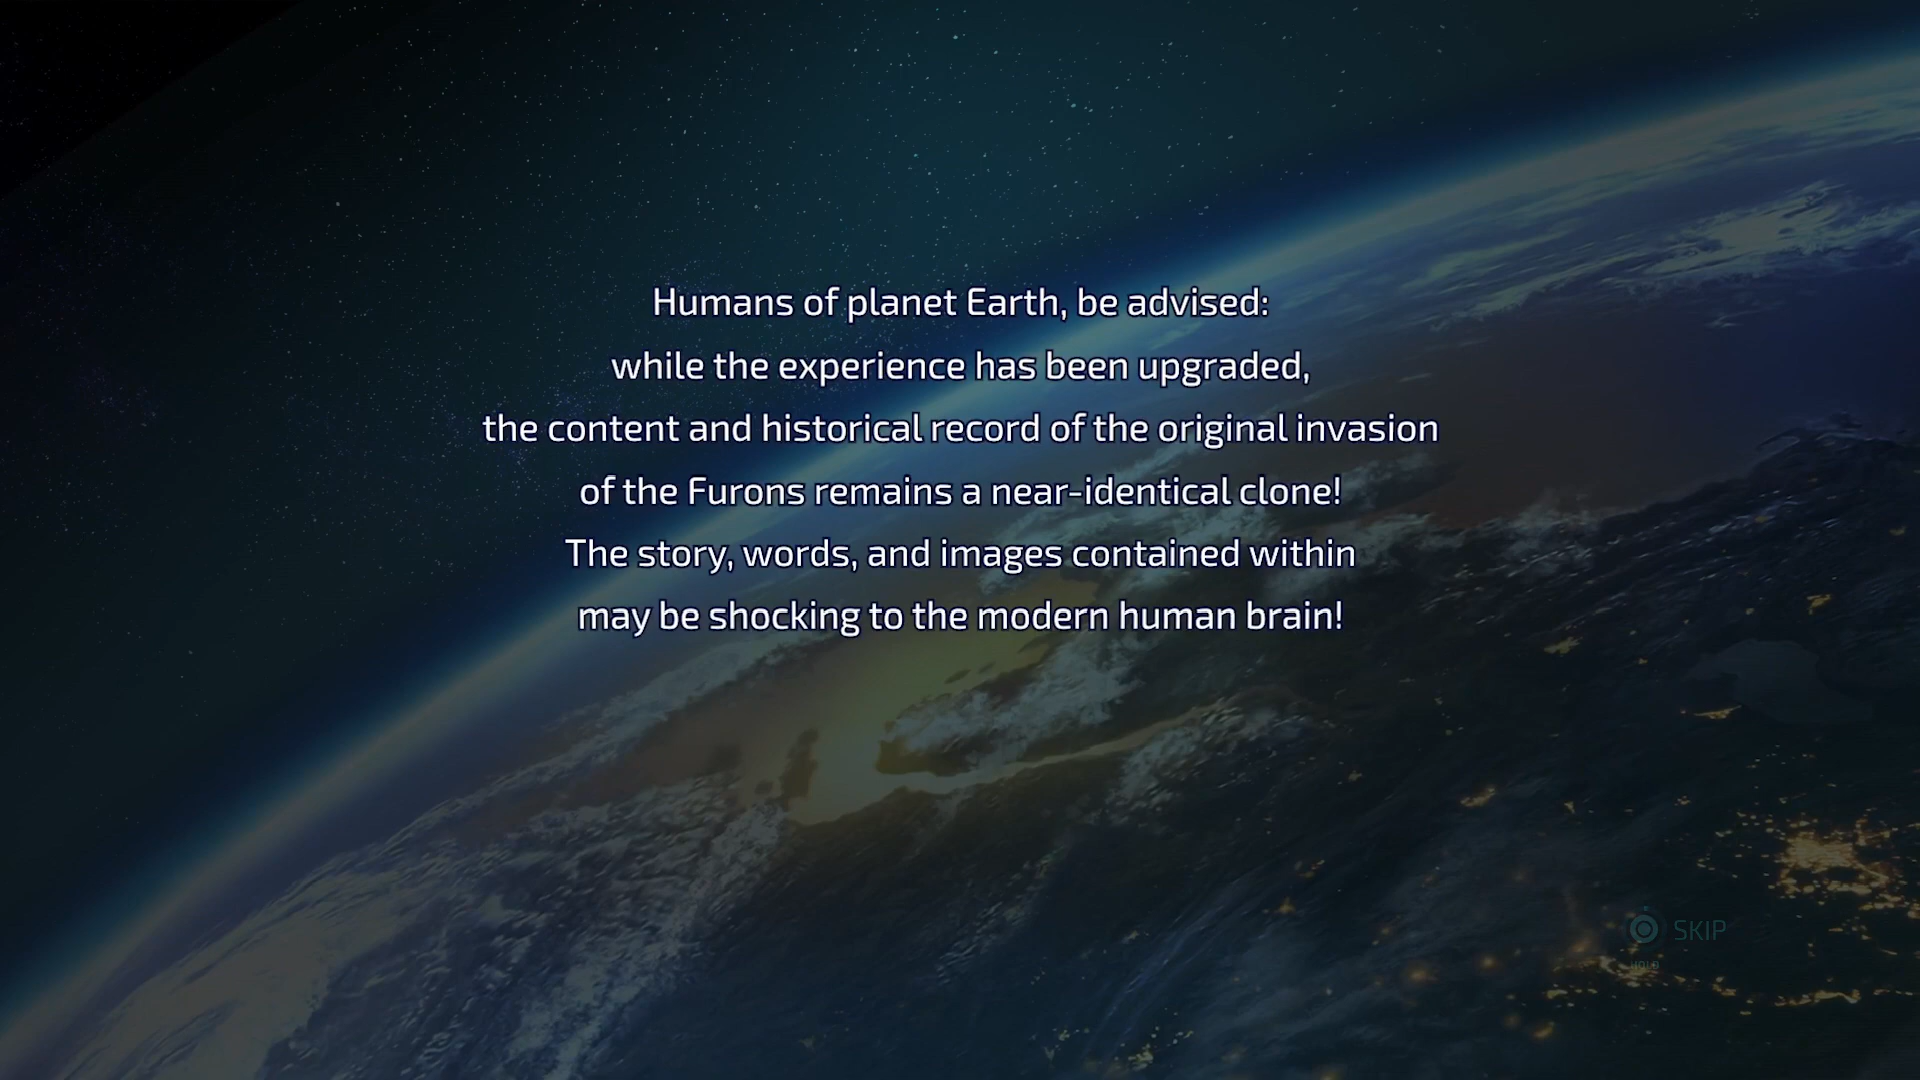 Humans of planet Earth, be advised:
while the experience has been upgraded,
the content and historical record of the original invasion
of the Furons remains a near-identical clone!
The story, words, and images contained within
may be shocking to the modern human brain!
SKIP
HOLD